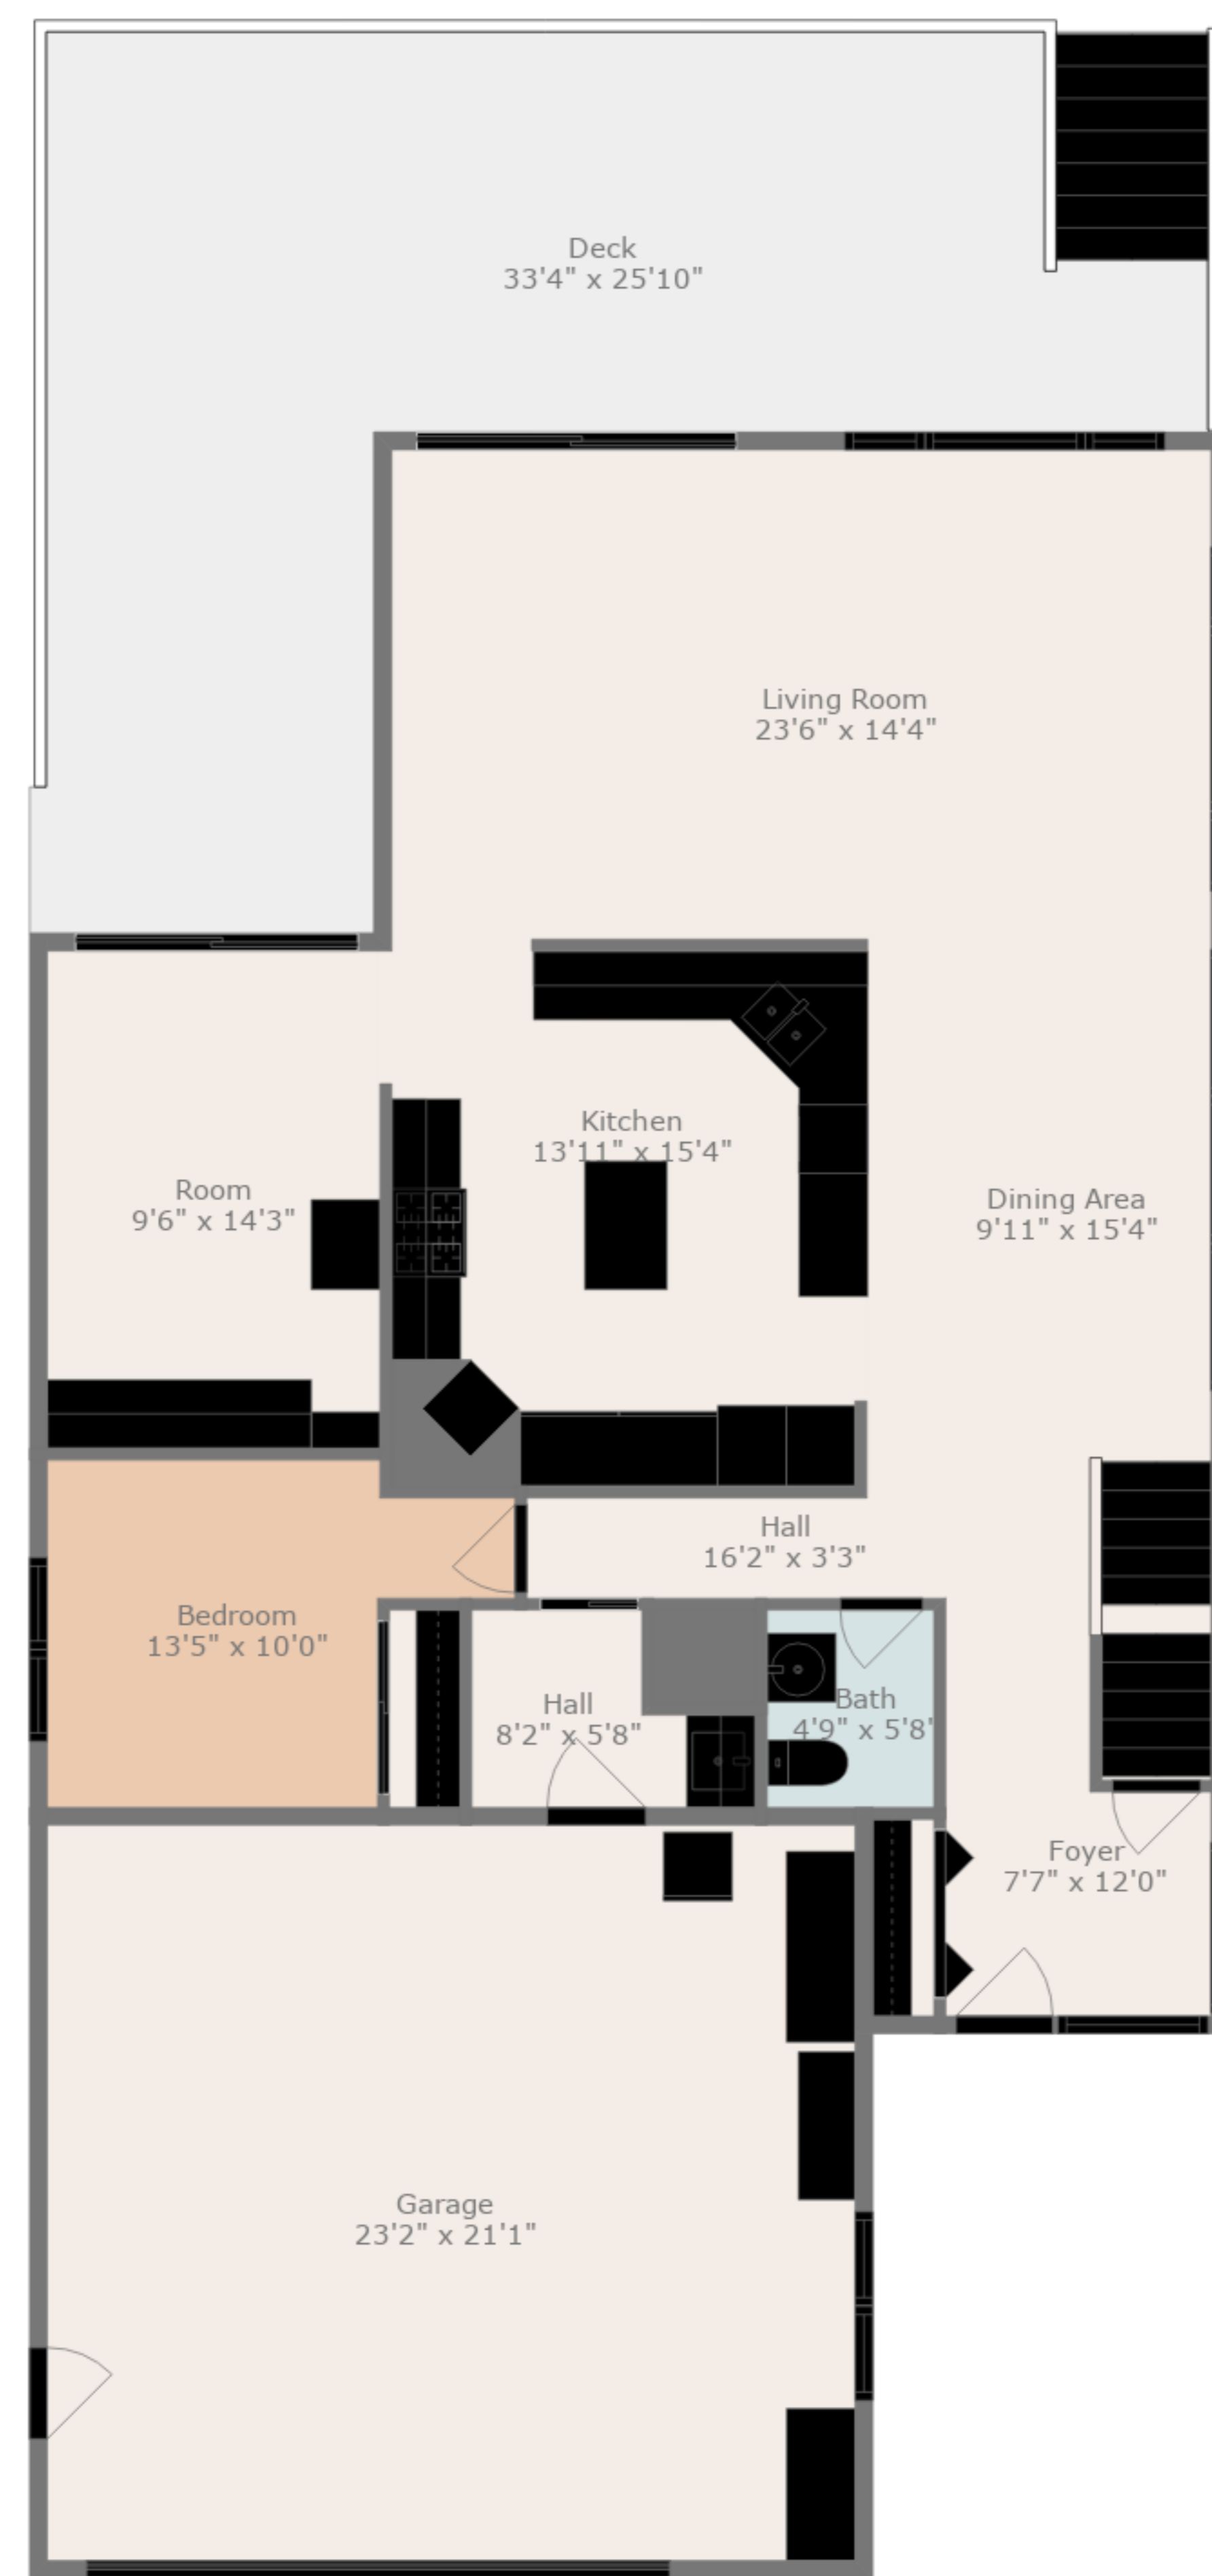 Deck
33'4" x 25'10"
Living Room
23'6" x 14'4"
Kitchen
13'11" x 15'4"
Room
9'6" x 14'3"
Dining Area
9'11" x 15'4"
Hall
16'2" x 3'3"
Bedroom
13'5" x 10'0"
Hall
8'2" x 5'8"
Bath
4'9" x 5'8'
Foyer
7'7" x 12'0"
Garage
23'2" x 21'1"